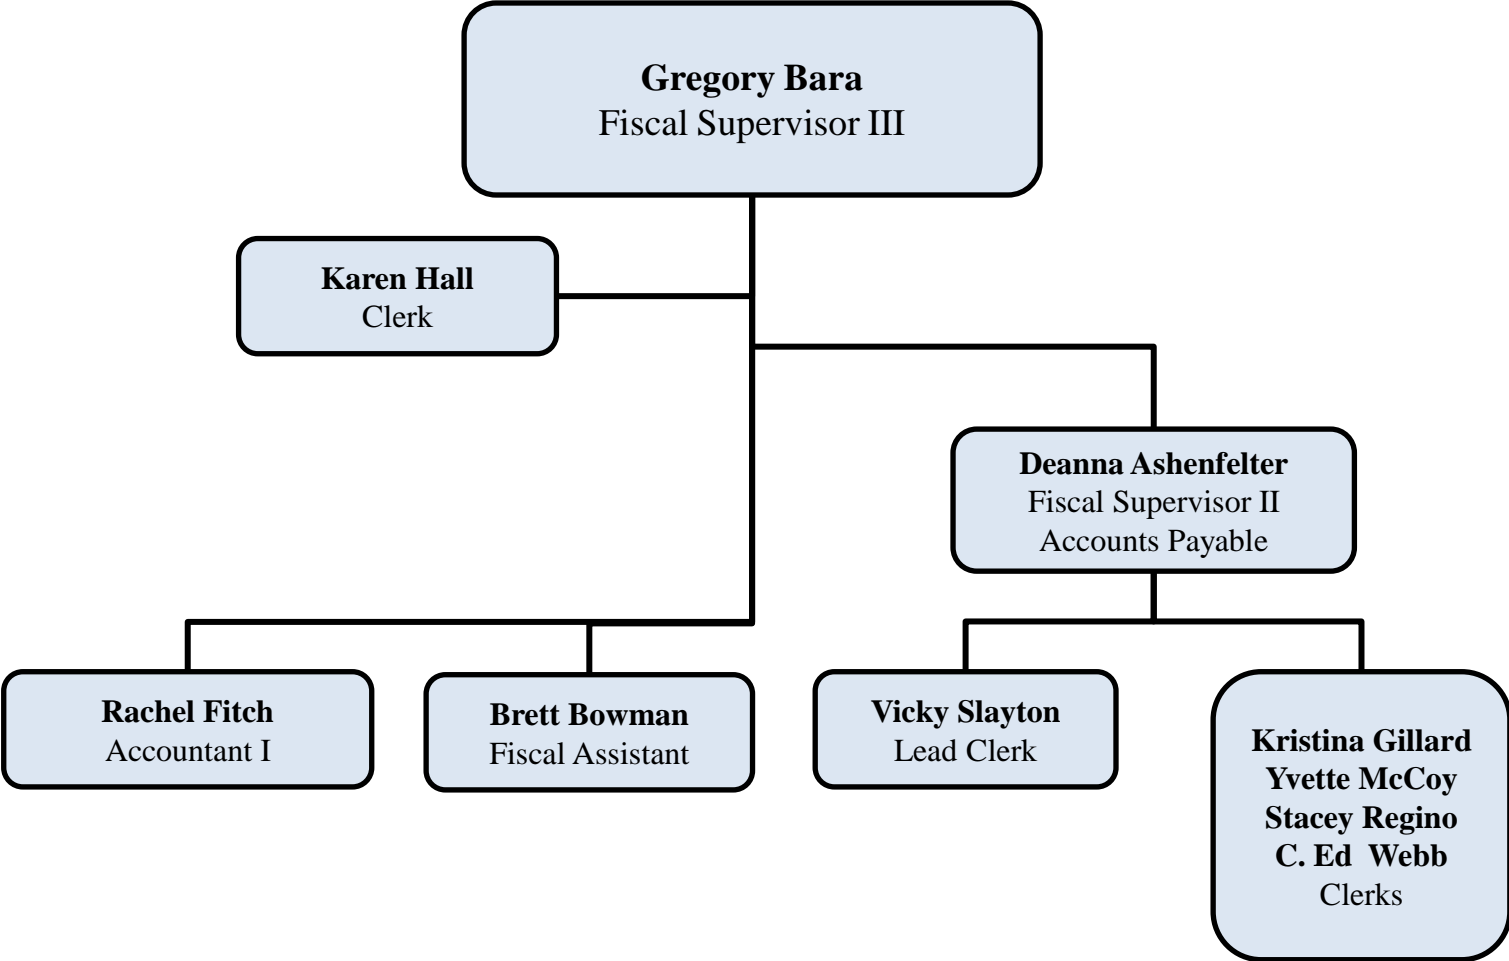 Gregory Bara
Fiscal Supervisor III
Karen Hall
Clerk
Deanna Ashenfelter
Fiscal Supervisor II
Accounts Payable
Rachel Fitch
Accountant I
Brett Bowman
Fiscal Assistant
Vicky Slayton
Lead Clerk
Kristina Gillard
Yvette McCoy
Stacey Regino
C. Ed  Webb
Clerks